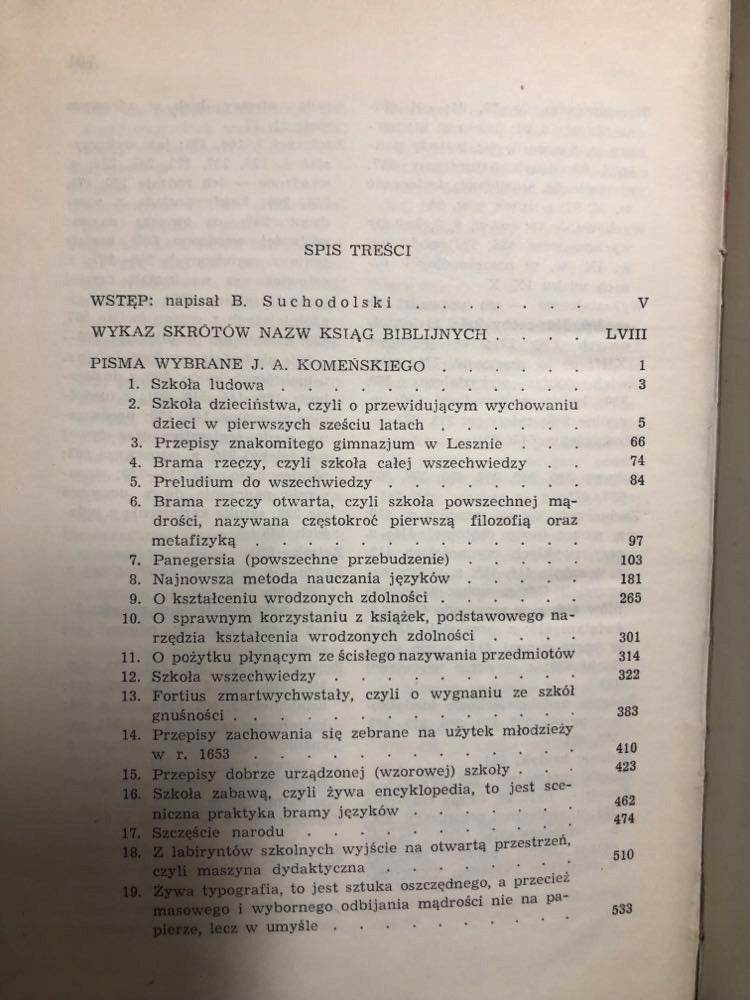 SPIS TREŚCI
WSTĘP: napisał B. Suchodolski . . . . . . . V
WYKAZ SKRÓTÓW NAZW KSIĄG BIBLIJNYCH . . . . LVIII
PISMA WYBRANE J. A. KOMEŃSKIEGO . . . . . . 1
1. Szkoła ludowa . . . . . . . . . . . . 3
2. Szkoła dzieciństwa, czyli o przewidującym wychowaniu
dzieci w pierwszych sześciu latach . . . . . . 5
3. Przepisy znakomitego gimnazjum w Lesznie . . . 66
4. Brama rzeczy, czyli szkoła całej wszechwiedzy . . 74
5. Preludium do wszechwiedzy . . . . . . . . 84
6. Brama rzeczy otwarta, czyli szkoła powszechnej mą-
drości, nazywana częstokroć pierwszą filozofią oraz
metafizyką . . . . . . . . . . . . . 97
7. Panegersia (powszechne przebudzenie) . . . . . 103
8. Najnowsza metoda nauczania języków . . . . . 181
9. O kształceniu wrodzonych zdolności . . . . . . 265
10. O sprawnym korzystaniu z książek, podstawowego na-
rzędzia kształcenia wrodzonych zdolności . . . . 301
11. O pożytku płynącym ze ścisłego nazywania przedmiotów 314
12. Szkoła wszechwiedzy . . . . . . . . . . 322
13. Fortius zmartwychwstały, czyli o wygnaniu ze szkół
gnuśności . . . . . . . . . . . . . . 383
14. Przepisy zachowania się zebrane na użytek młodzieży
w r. 1653 . . . . . . . . . . . . . 410
15. Przepisy dobrze urządzonej (wzorowej) szkoły . . . 423
16. Szkoła zabawą, czyli żywa encyklopedia, to jest sce-
niczna praktyka bramy języków . . . . . . . 462
17. Szczęście narodu . . . . . . . . . . . 474
18. Z labiryntów szkolnych wyjście na otwartą przestrzeń,
czyli maszyna dydaktyczna . . . . . . . . 510
19. Żywa typografia, to jest sztuka oszczędnego, a przecież
masowego i wybornego odbijania mądrości nie na pa-
pierze, lecz w umyśle . . . . . . . . . . 533